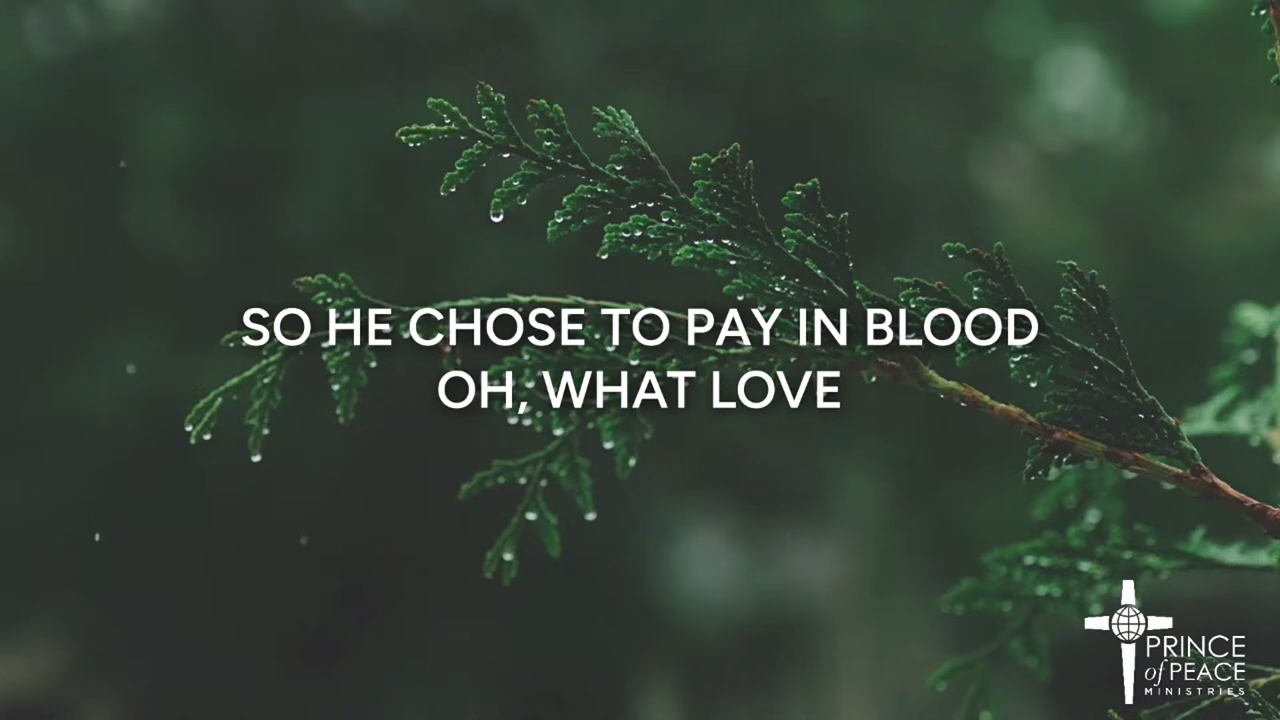 SO HE CHOSE TO PAY IN BLOOD
OH, WHAT LOVE
PRINCE
of PEACE
MINISTRIES